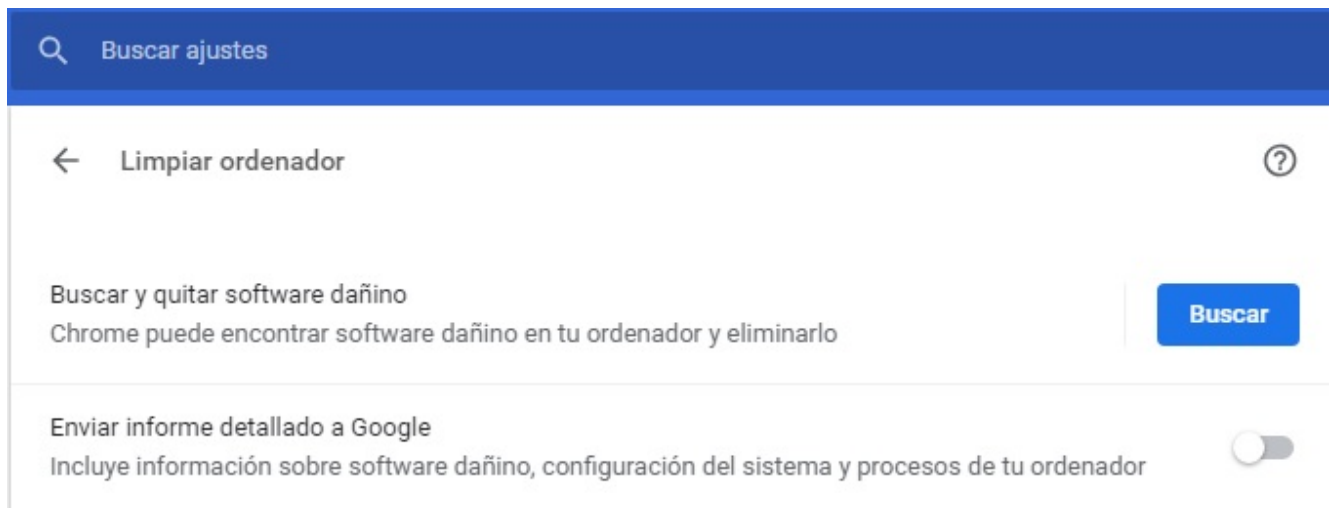 Buscar ajustes
Limpiar ordenador
Buscar y quitar software dañino
Chrome puede encontrar software dañino en tu ordenador y eliminarlo
Buscar
Enviar informe detallado a Google
Incluye información sobre software dañino, configuración del sistema y procesos de tu ordenador